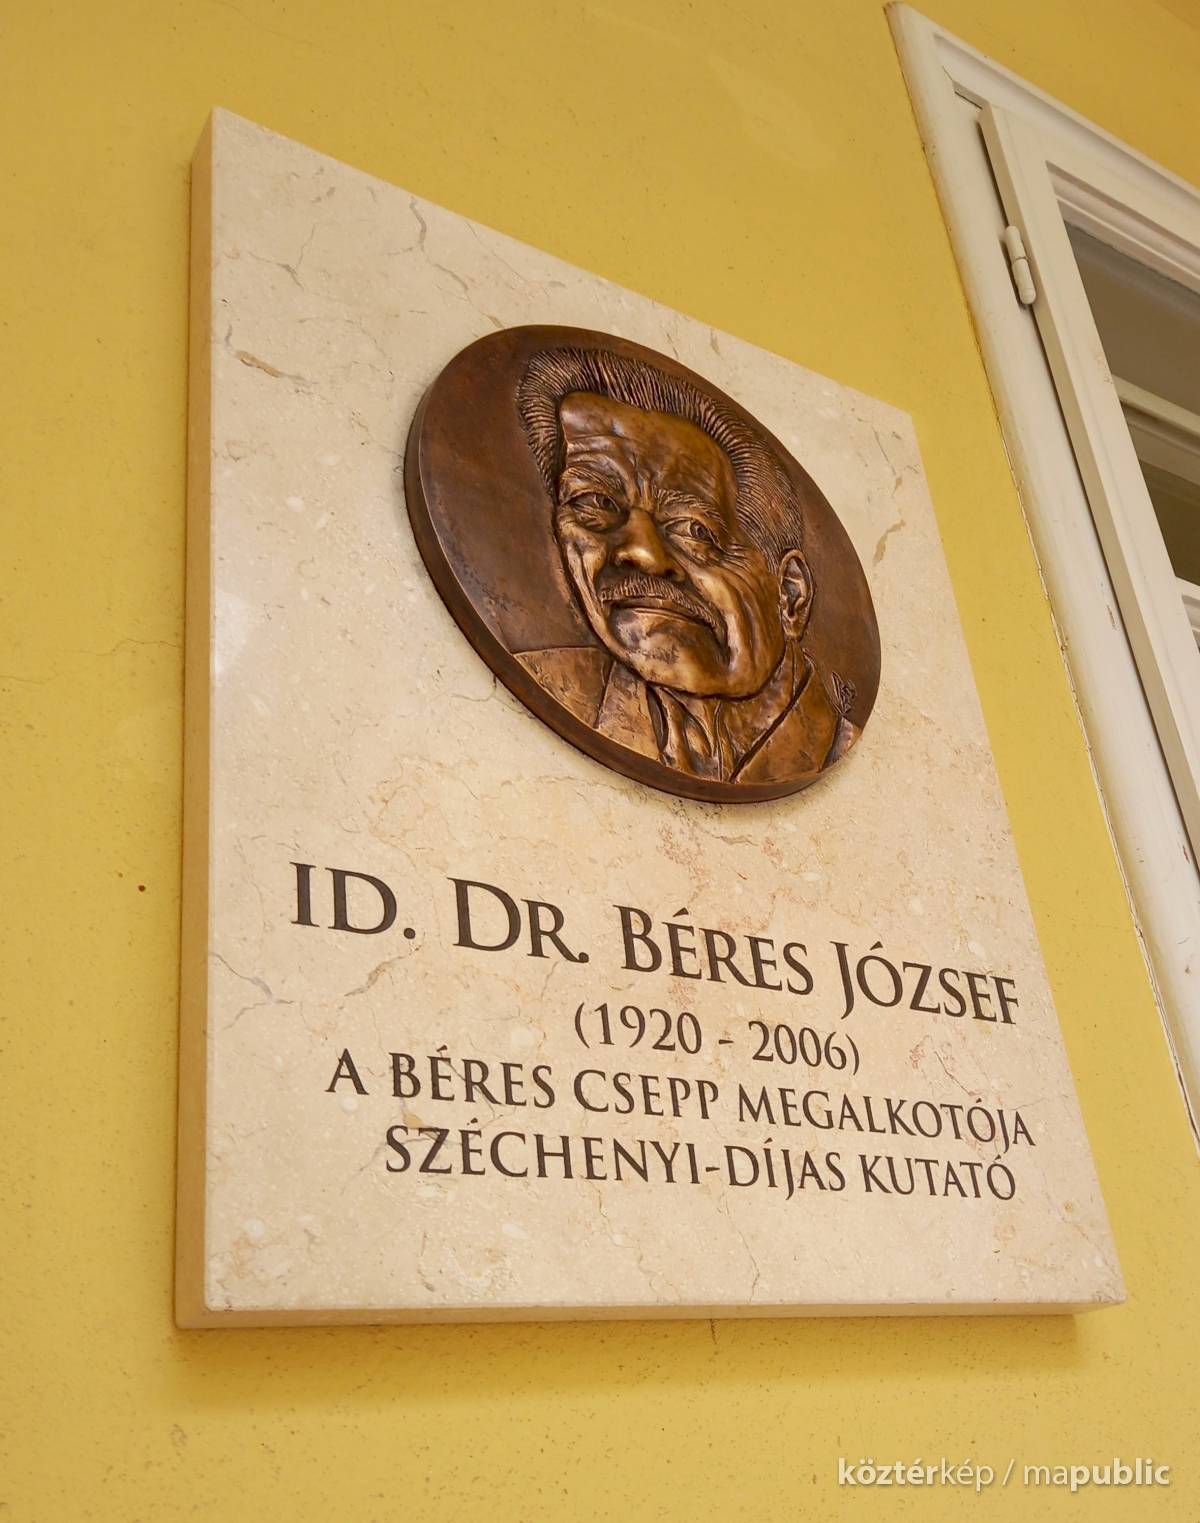 ID. DR. BÉRES JÓZSEF
(1920 - 2006)
A BÉRES CSEPP MEGALKOTÓJA
SZÉCHENYI-DÍJAS KUTATÓ
köztérkép / mapublic